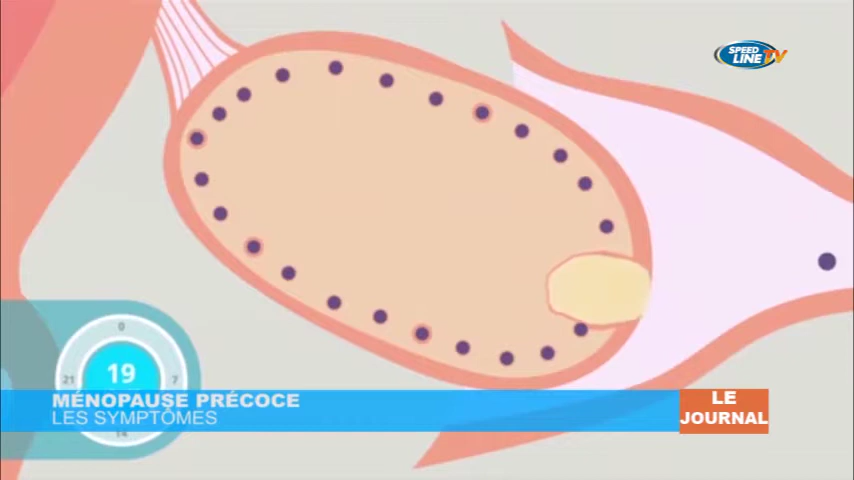 SPEED
LINE TV
0
19
21
7
14
MÉNOPAUSE PRÉCOCE
LES SYMPTÔMES
LE
JOURNAL